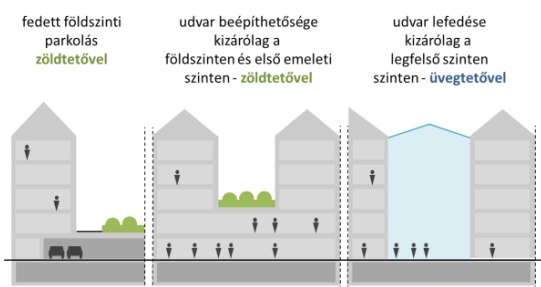 fedett földszinti
parkolás
zöldtetővel
udvar beépíthetősége
kizárólag a
földszinten és első emeleti
szinten - zöldtetővel
udvar lefedése
kizárólag a
legfelső szinten
szinten - üvegtetővel